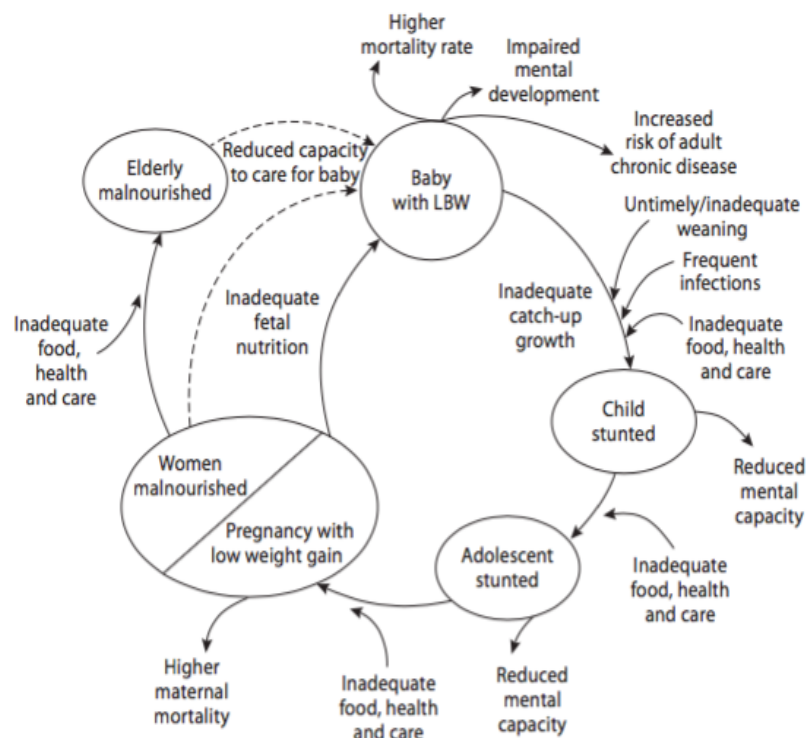 Higher
mortality rate
Impaired
mental
development
Increased
risk of adult
chronic disease
Elderly
malnourished
Reduced capacity
to care for baby
Baby
with LBW
Untimely/inadequate
weaning
Frequent
infections
Inadequate
food, health
and care
Inadequate
catch-up
growth
Inadequate
fetal
nutrition
Inadequate
food,
health
and care
Child
stunted
Reduced
mental
capacity
Women
malnourished
Pregnancy with
low weight gain
Adolescent
stunted
Inadequate
food, health
and care
Higher
maternal
mortality
Inadequate
food, health
and care
Reduced
mental
capacity